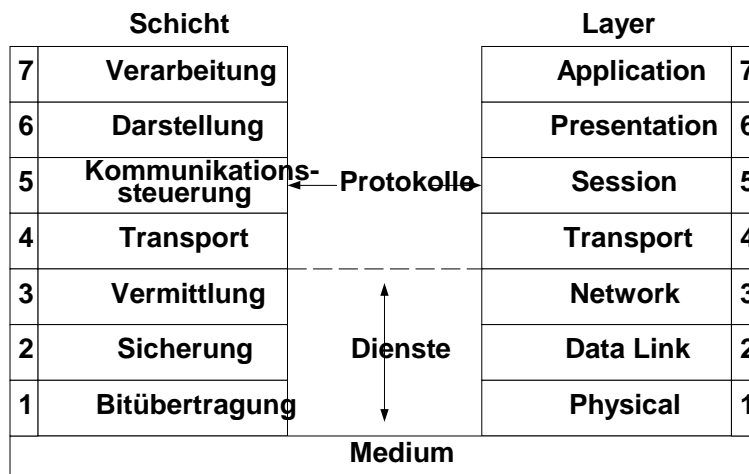 Schicht Layer
7 Verarbeitung Application 7
6 Darstellung Presentation 6
5 Kommunikations-
steuerung Protokolle Session 5
4 Transport Transport 4
3 Vermittlung Network 3
2 Sicherung Dienste Data Link 2
1 Bitübertragung Physical 1
Medium